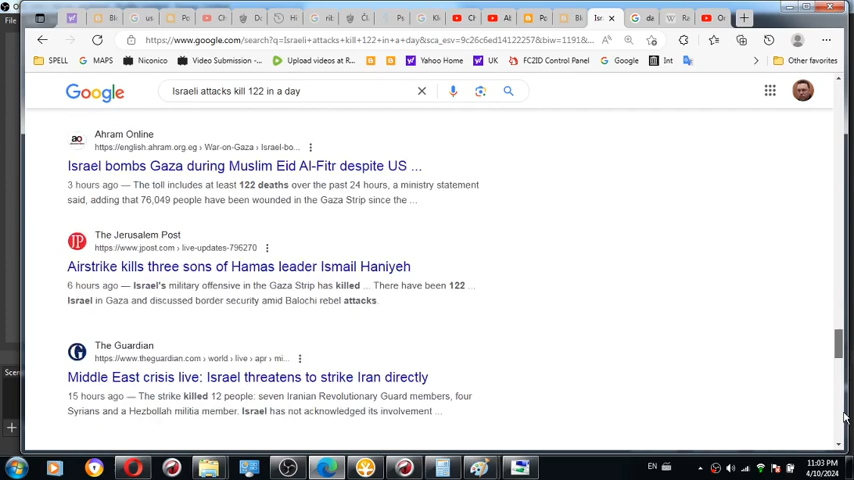 https://www.google.com/search?q=Israeli+attacks+kill+122+in+a+day&sca_esv=9c26c6ed14122257&biw=1191&...
SPELL MAPS Niconico Video Submission -... Upload videos at R... Yahoo Home UK FC2ID Control Panel Google Int Other favorites
Google Israeli attacks kill 122 in a day
ao
Ahram Online
https://english.ahram.org.eg › War-on-Gaza › Israel-bo...
Israel bombs Gaza during Muslim Eid Al-Fitr despite US ...
3 hours ago — The toll includes at least 122 deaths over the past 24 hours, a ministry statement
said, adding that 76,049 people have been wounded in the Gaza Strip since the ...
JP
The Jerusalem Post
https://www.jpost.com › live-updates-796270
Airstrike kills three sons of Hamas leader Ismail Haniyeh
6 hours ago — Israel's military offensive in the Gaza Strip has killed ... There have been 122 ...
Israel in Gaza and discussed border security amid Balochi rebel attacks.
G
The Guardian
https://www.theguardian.com › world › live › apr › mi...
Middle East crisis live: Israel threatens to strike Iran directly
15 hours ago — The strike killed 12 people: seven Iranian Revolutionary Guard members, four
Syrians and a Hezbollah militia member. Israel has not acknowledged its involvement ...
EN
11:03 PM
4/10/2024